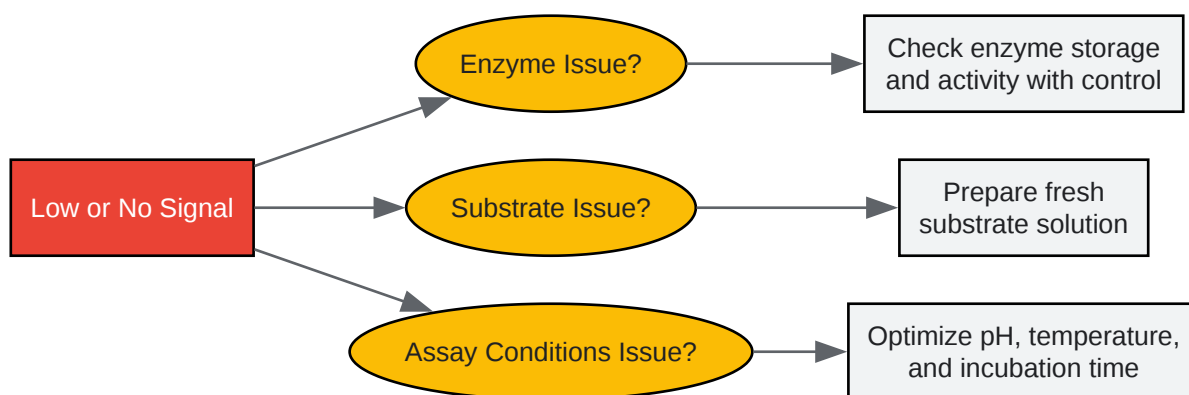 Low or No Signal
Enzyme Issue?
Check enzyme storage
and activity with control
Substrate Issue?
Prepare fresh
substrate solution
Assay Conditions Issue?
Optimize pH, temperature,
and incubation time